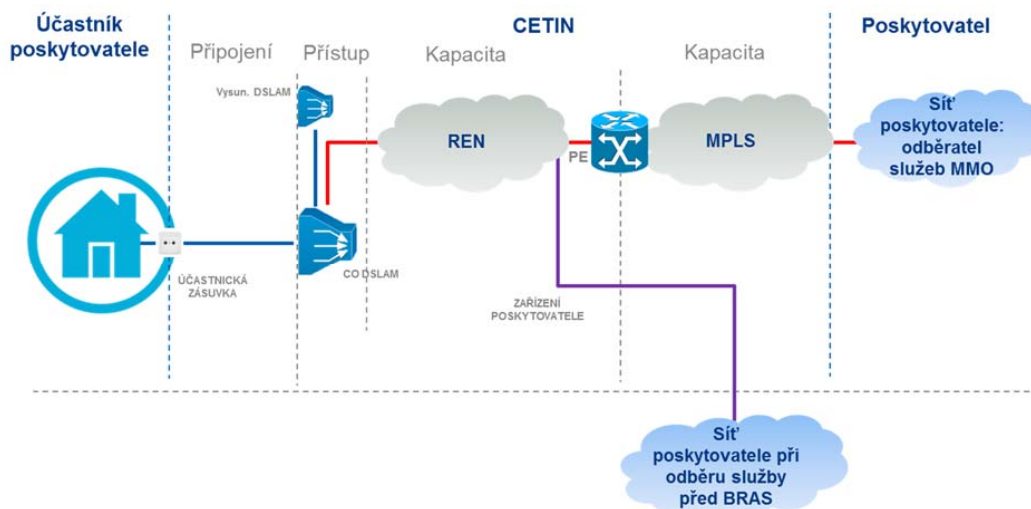 Účastník
poskytovatele
CETIN
Poskytovatel
Připojení
Přístup
Kapacita
Kapacita
Vysun. DSLAM
REN
PE
MPLS
Síť
poskytovatele:
odběratel
služeb MMO
ÚČASTNICKÁ
ZÁSUVKA
CO DSLAM
ZAŘÍZENÍ
POSKYTOVATELE
Síť
poskytovatele při
odběru služby
před BRAS